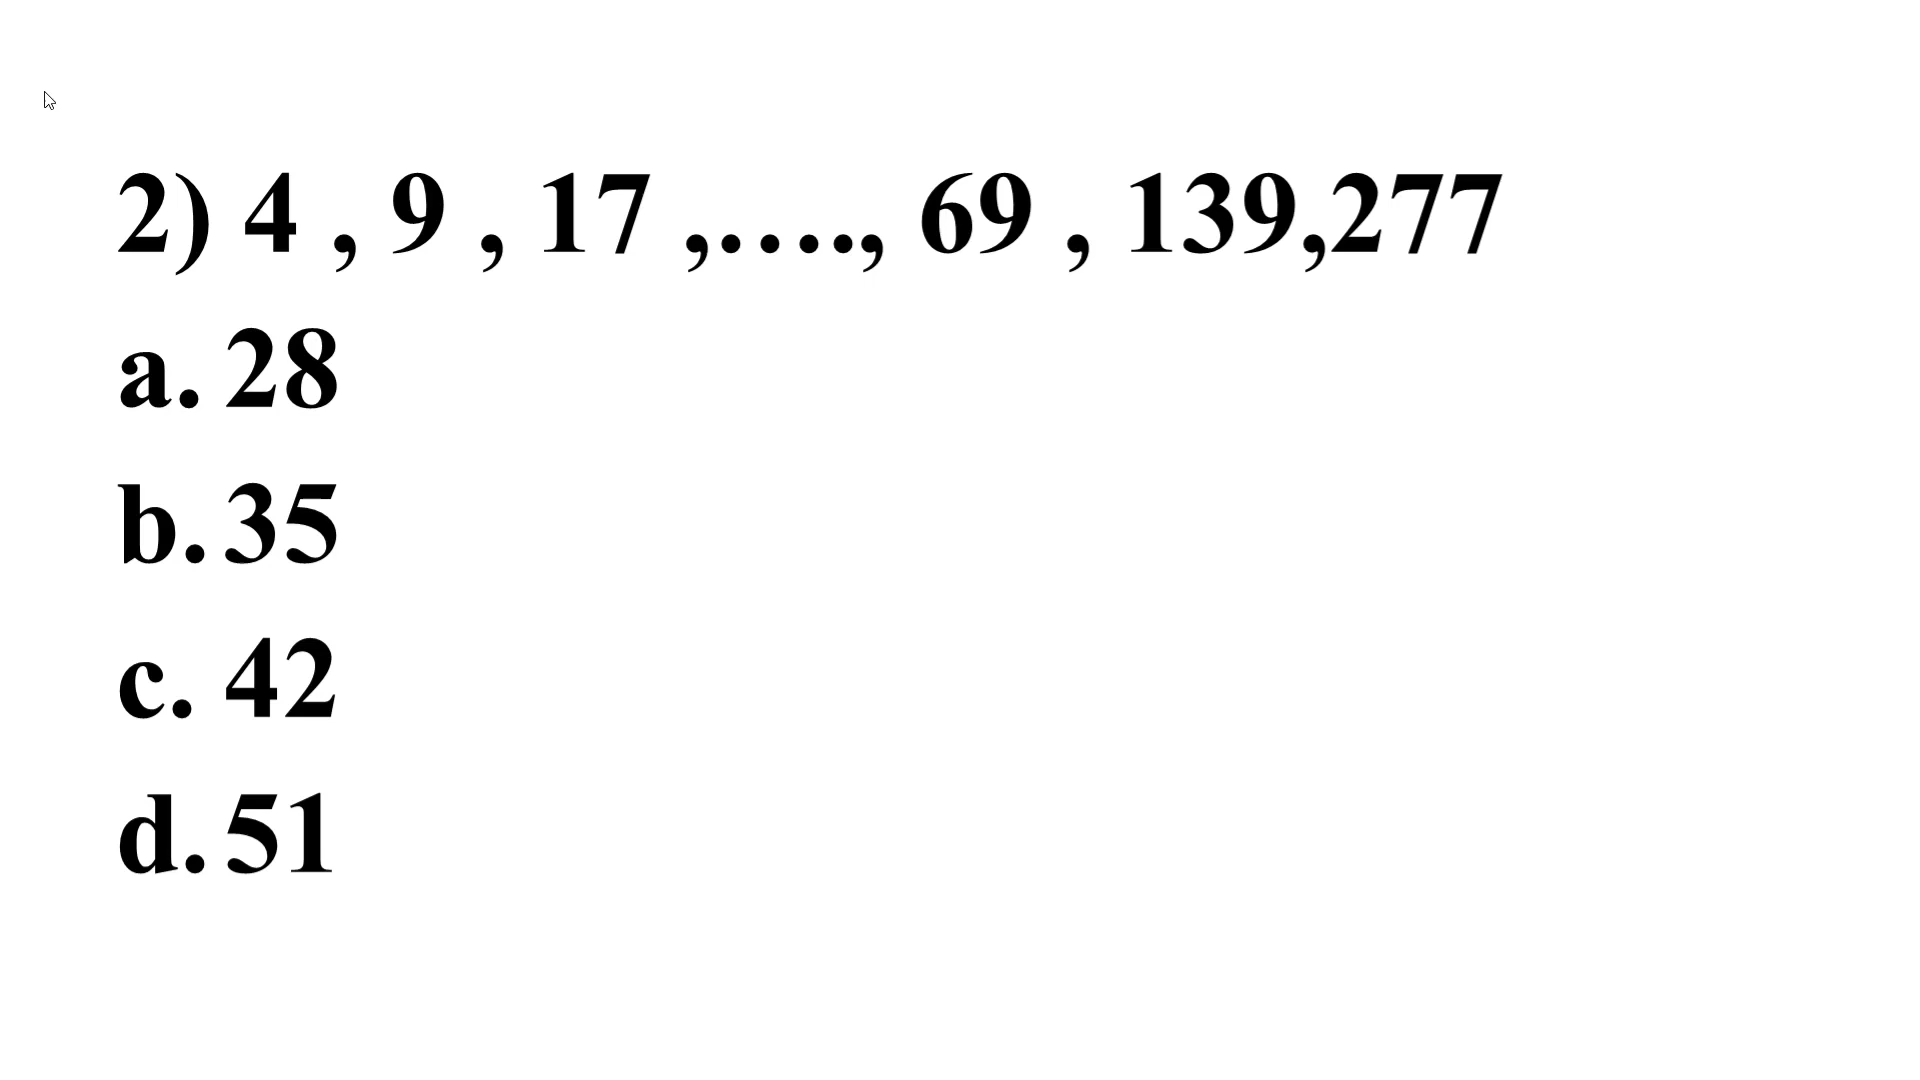 2) 4 , 9 , 17 ,…., 69 , 139,277
a. 28
b. 35
c. 42
d. 51